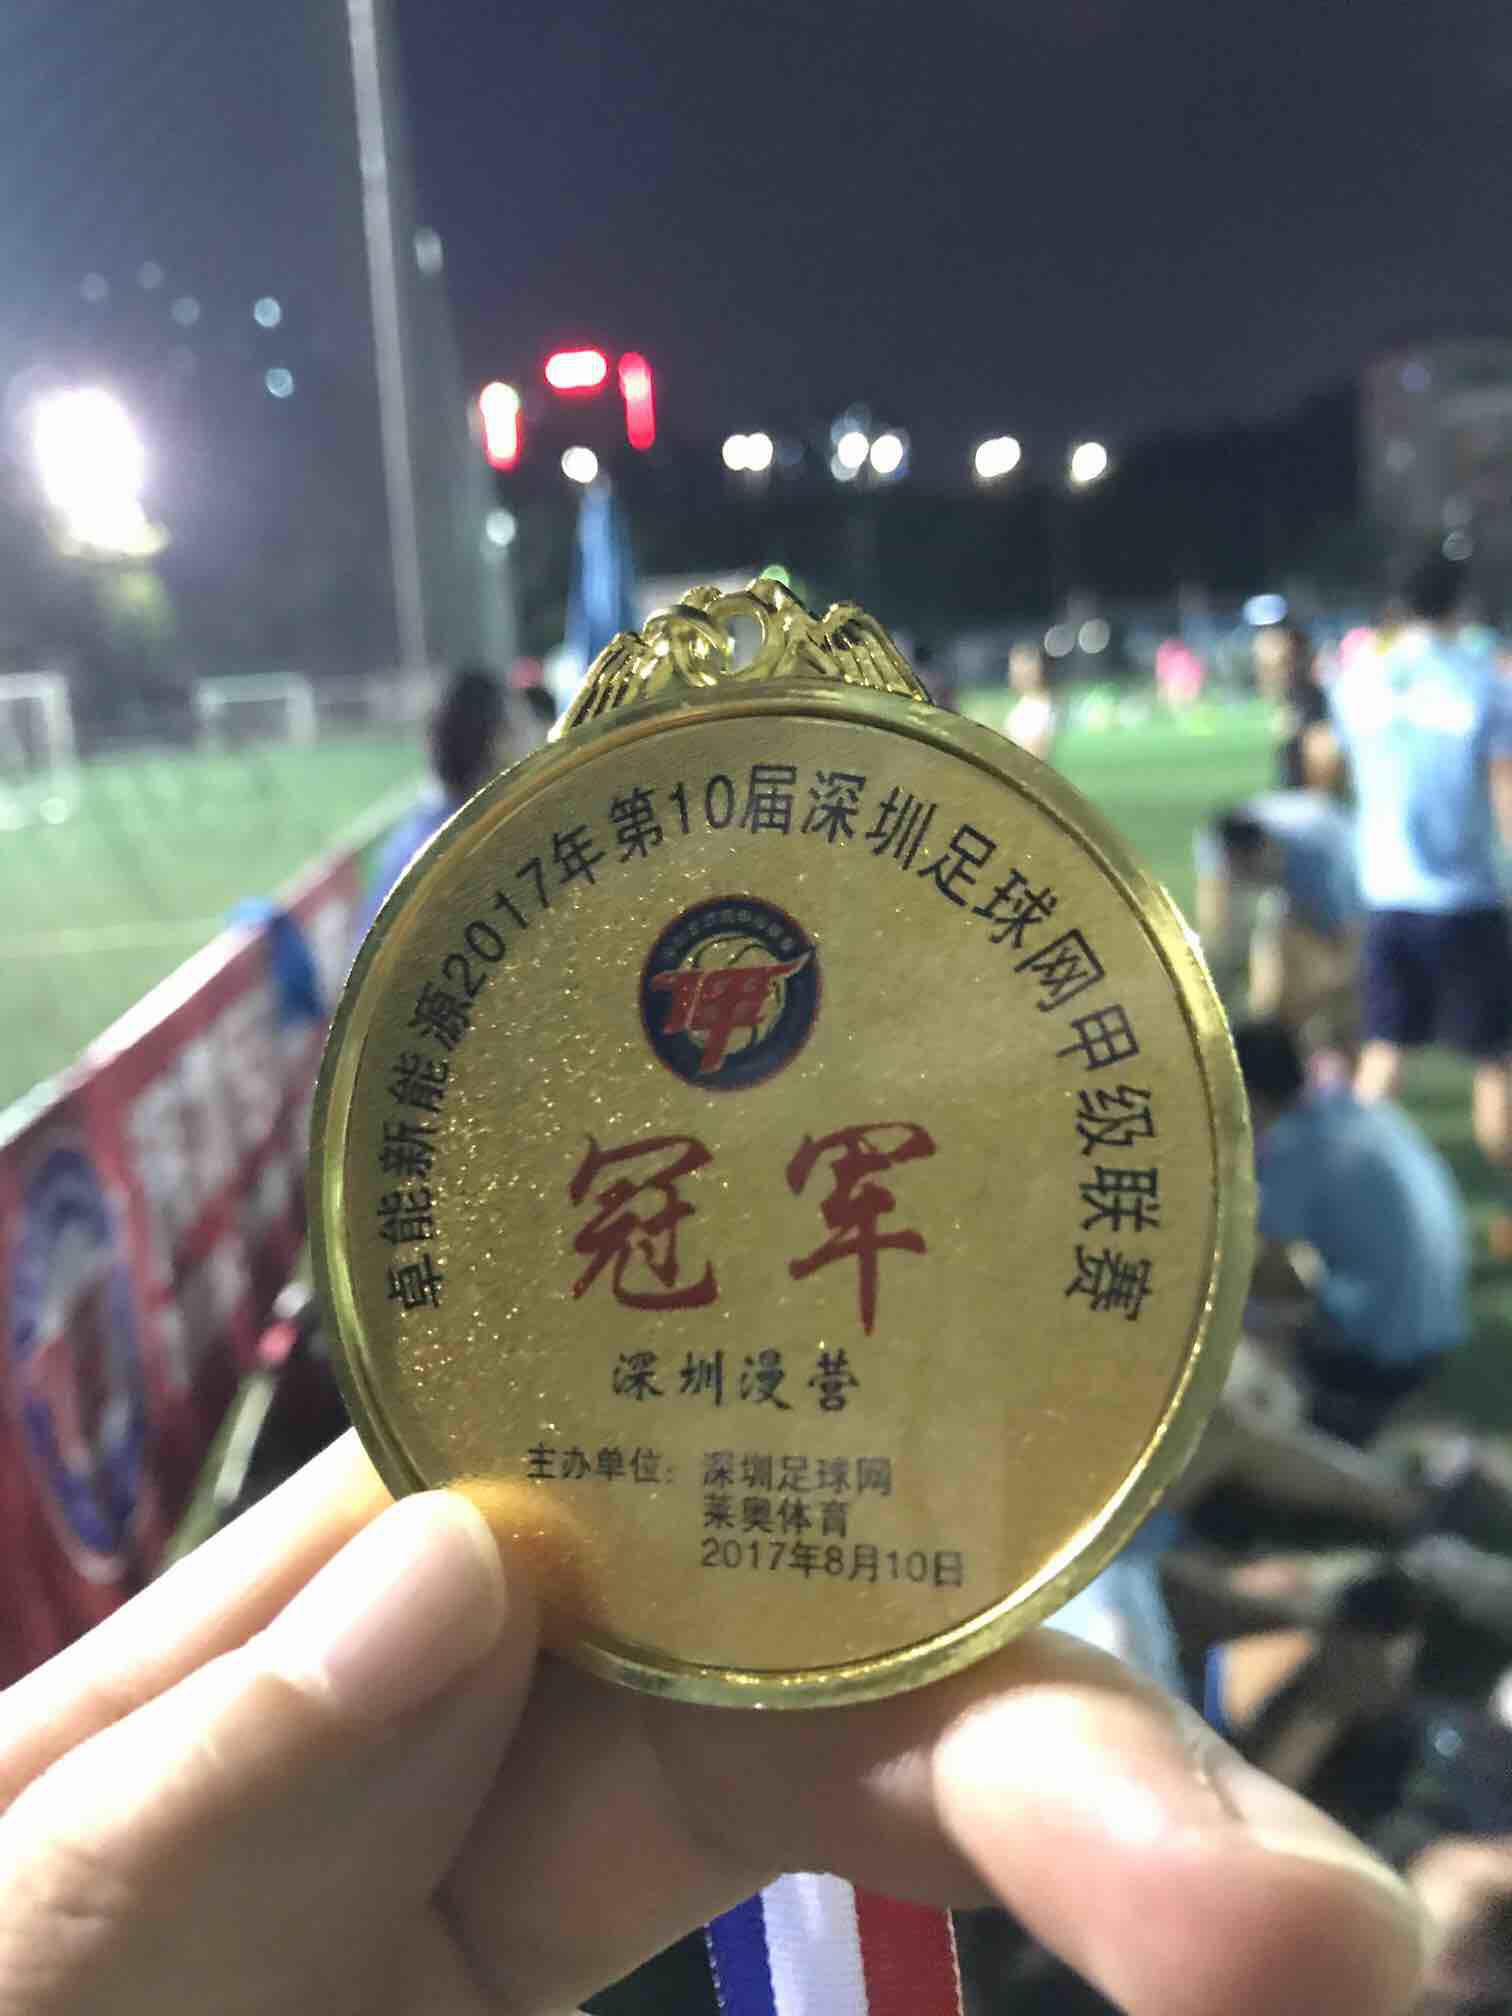 卓能新能源2017年第10届深圳足球网甲级联赛
冠军
深圳漫营
主办单位：深圳足球网
莱奥体育
2017年8月10日